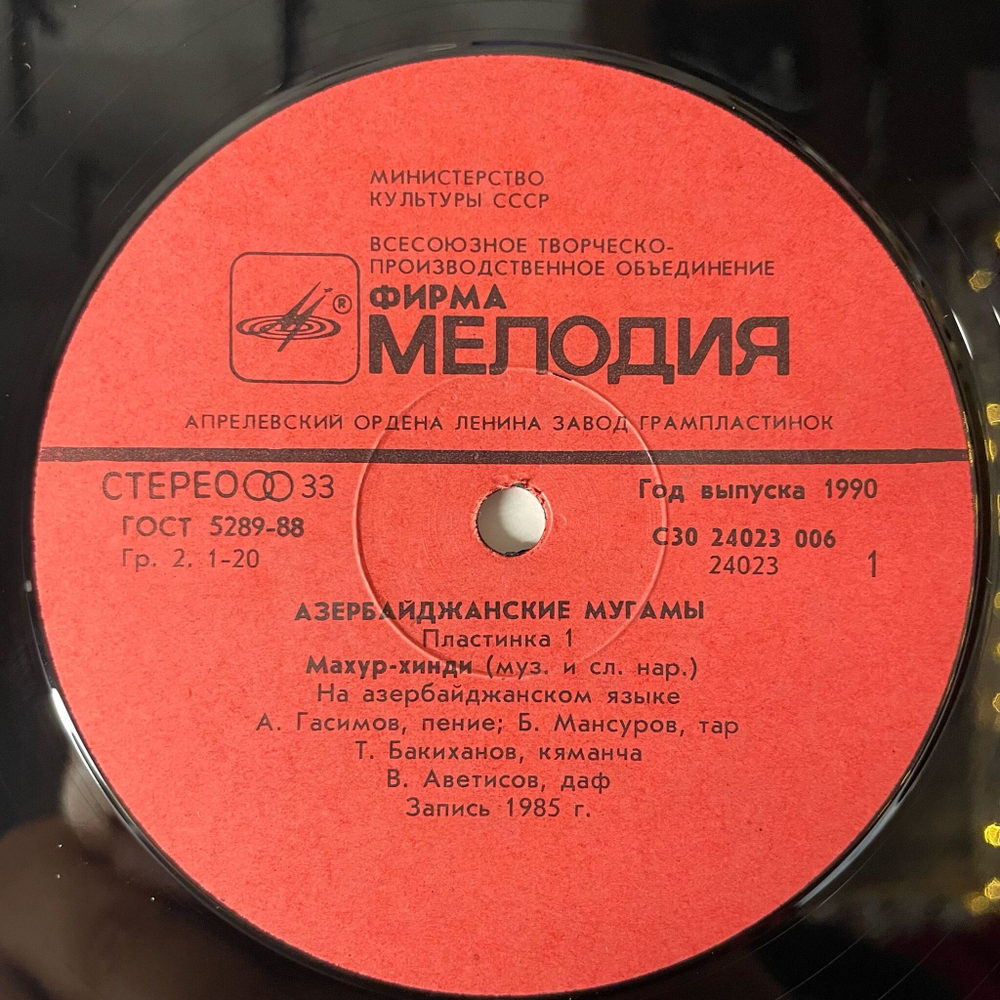 МИНИСТЕРСТВО
КУЛЬТУРЫ СССР
ВСЕСОЮЗНОЕ ТВОРЧЕСКО-
ПРОИЗВОДСТВЕННОЕ ОБЪЕДИНЕНИЕ
®
ФИРМА
МЕЛОДИЯ
АПРЕЛЕВСКИЙ ОРДЕНА ЛЕНИНА ЗАВОД ГРАМПЛАСТИНОК
СТЕРЕО 33
Год выпуска 1990
ГОСТ 5289-88
С30 24023 006
Гр. 2. 1-20
24023
1
АЗЕРБАЙДЖАНСКИЕ МУГАМЫ
Пластинка 1
Махур-хинди (муз. и сл. нар.)
На азербайджанском языке
А. Гасимов, пение; Б. Мансуров, тар
Т. Бакиханов, кяманча
В. Аветисов, даф
Запись 1985 г.